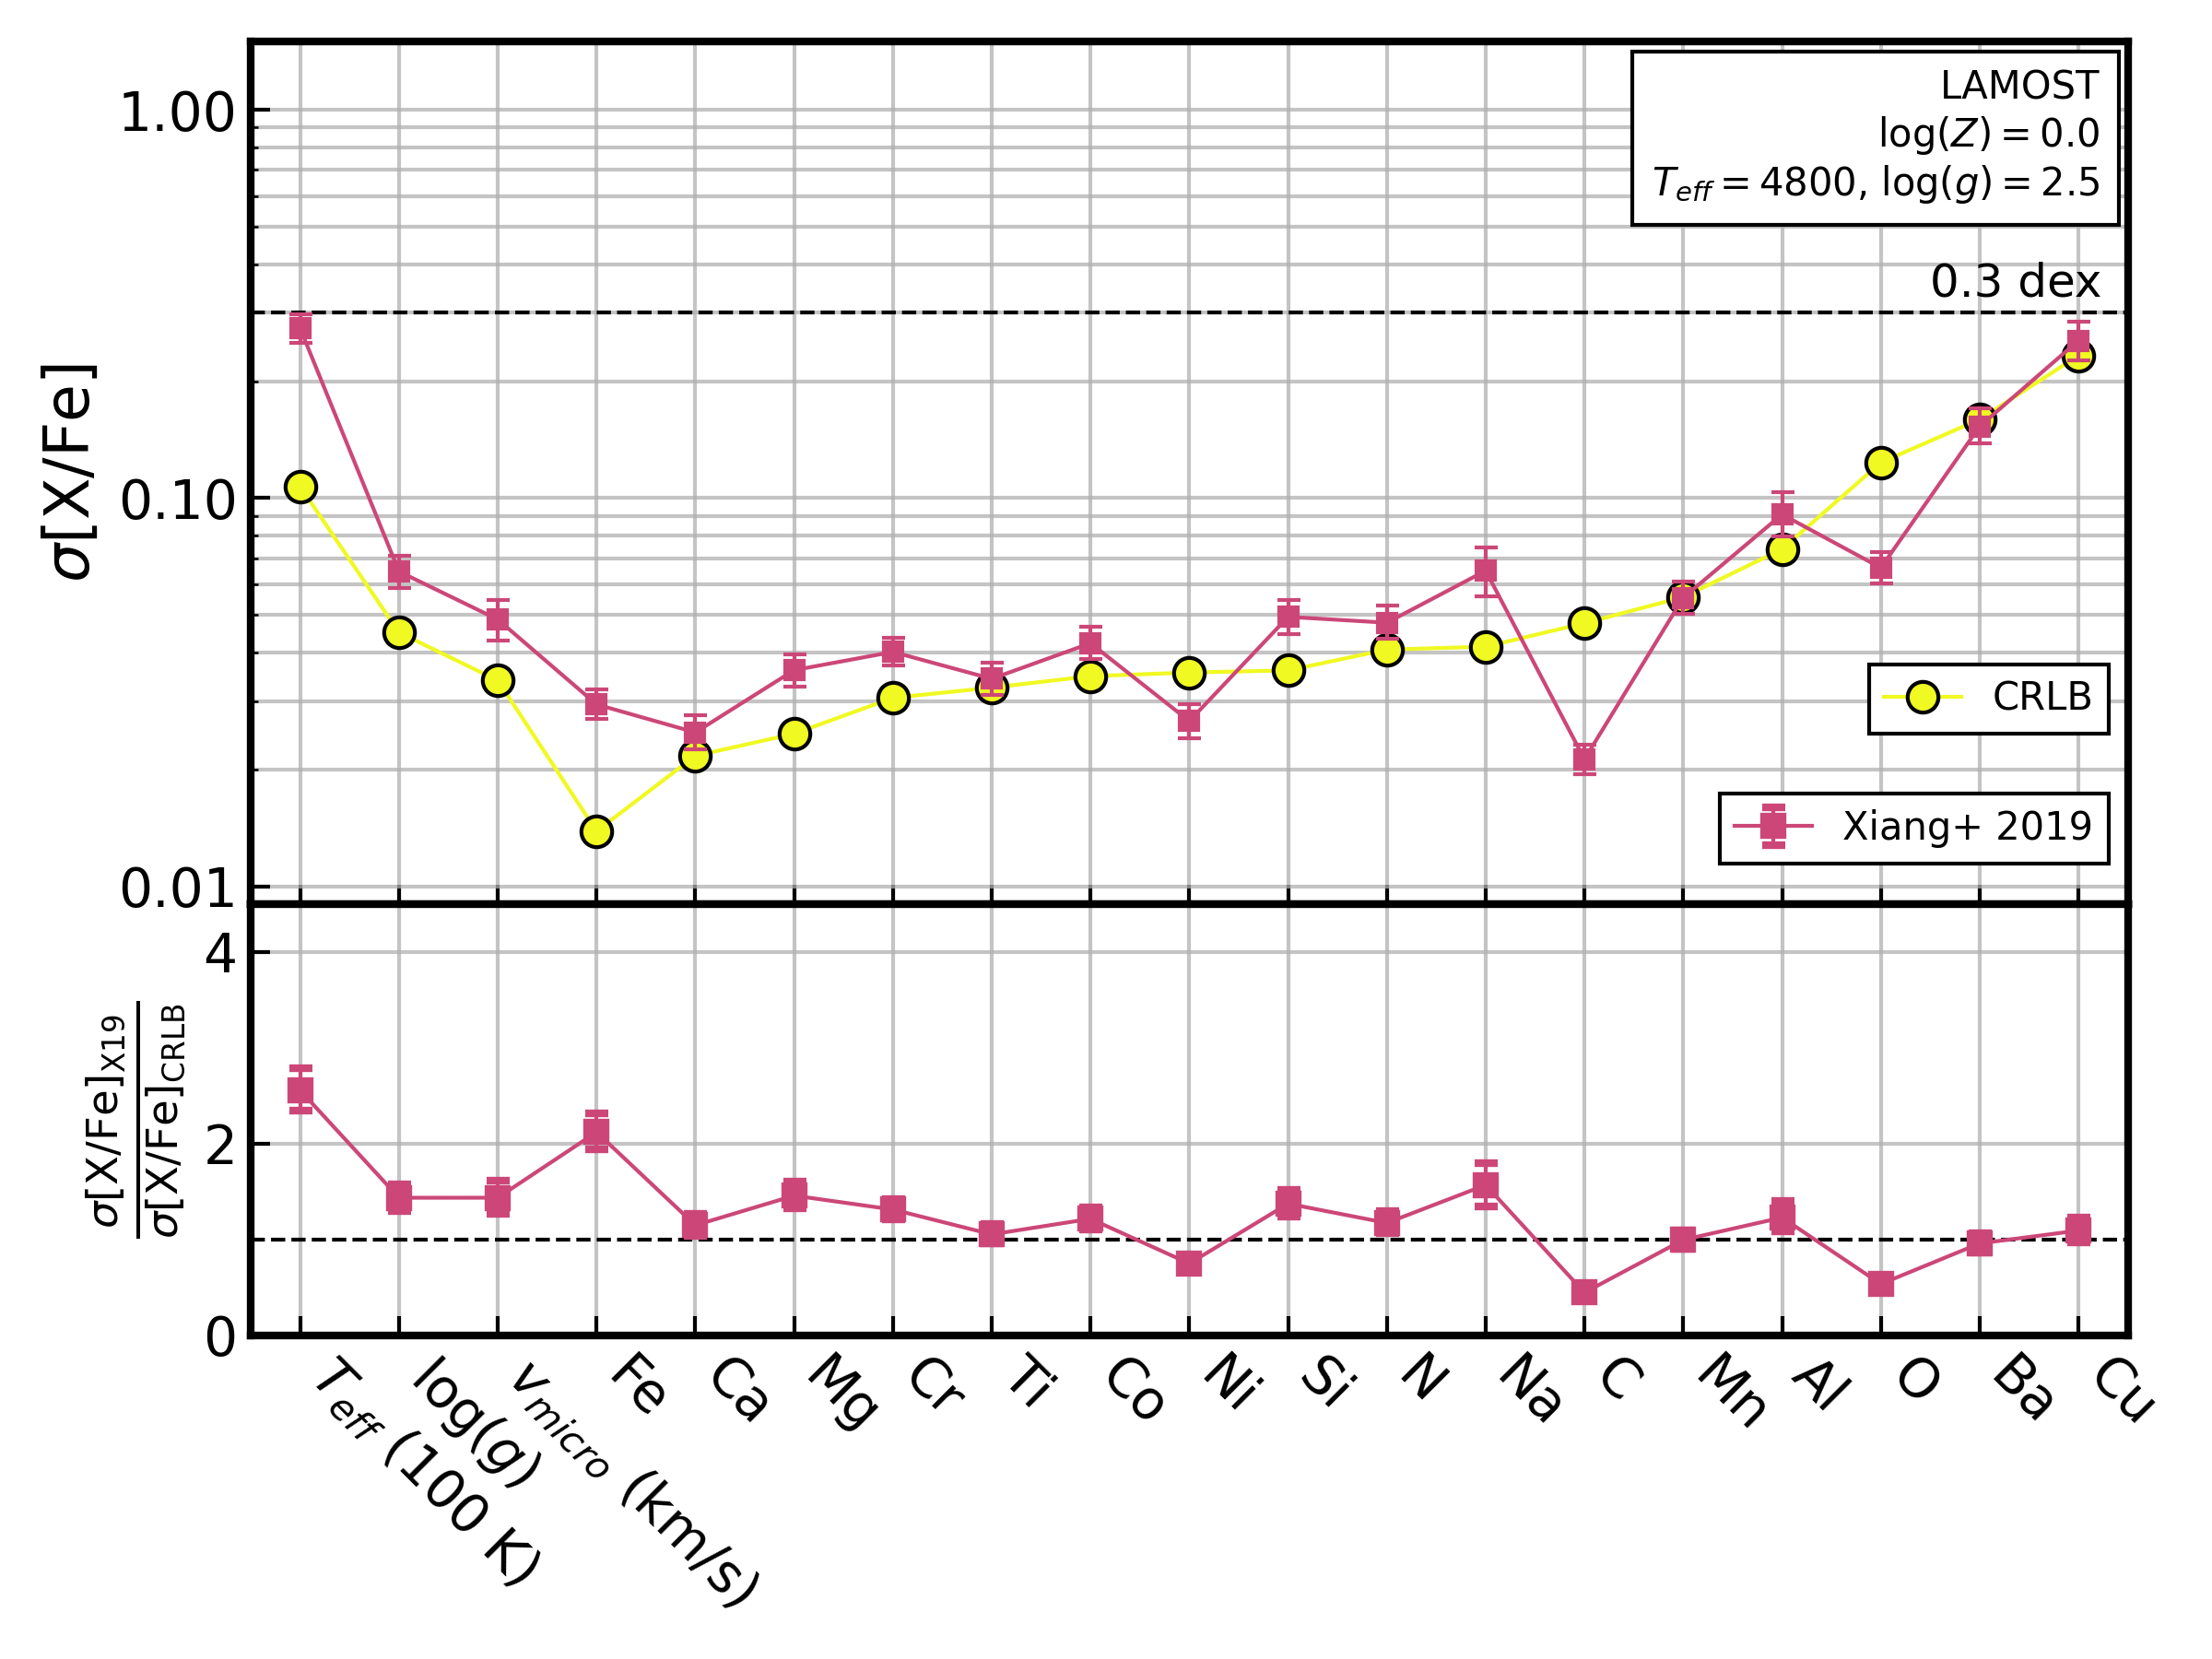 LAMOST
log(Z) = 0.0
T_eff = 4800, log(g) = 2.5
0.3 dex
1.00
0.10
0.01
σ[X/Fe]
CRLB
Xiang+ 2019
4
2
0
σ[X/Fe]X19
σ[X/Fe]CRLB
T_eff (100 K)
log(g)
v_micro (km/s)
Fe
Ca
Mg
Cr
Ti
Co
Ni
Si
N
Na
C
Mn
Al
O
Ba
Cu